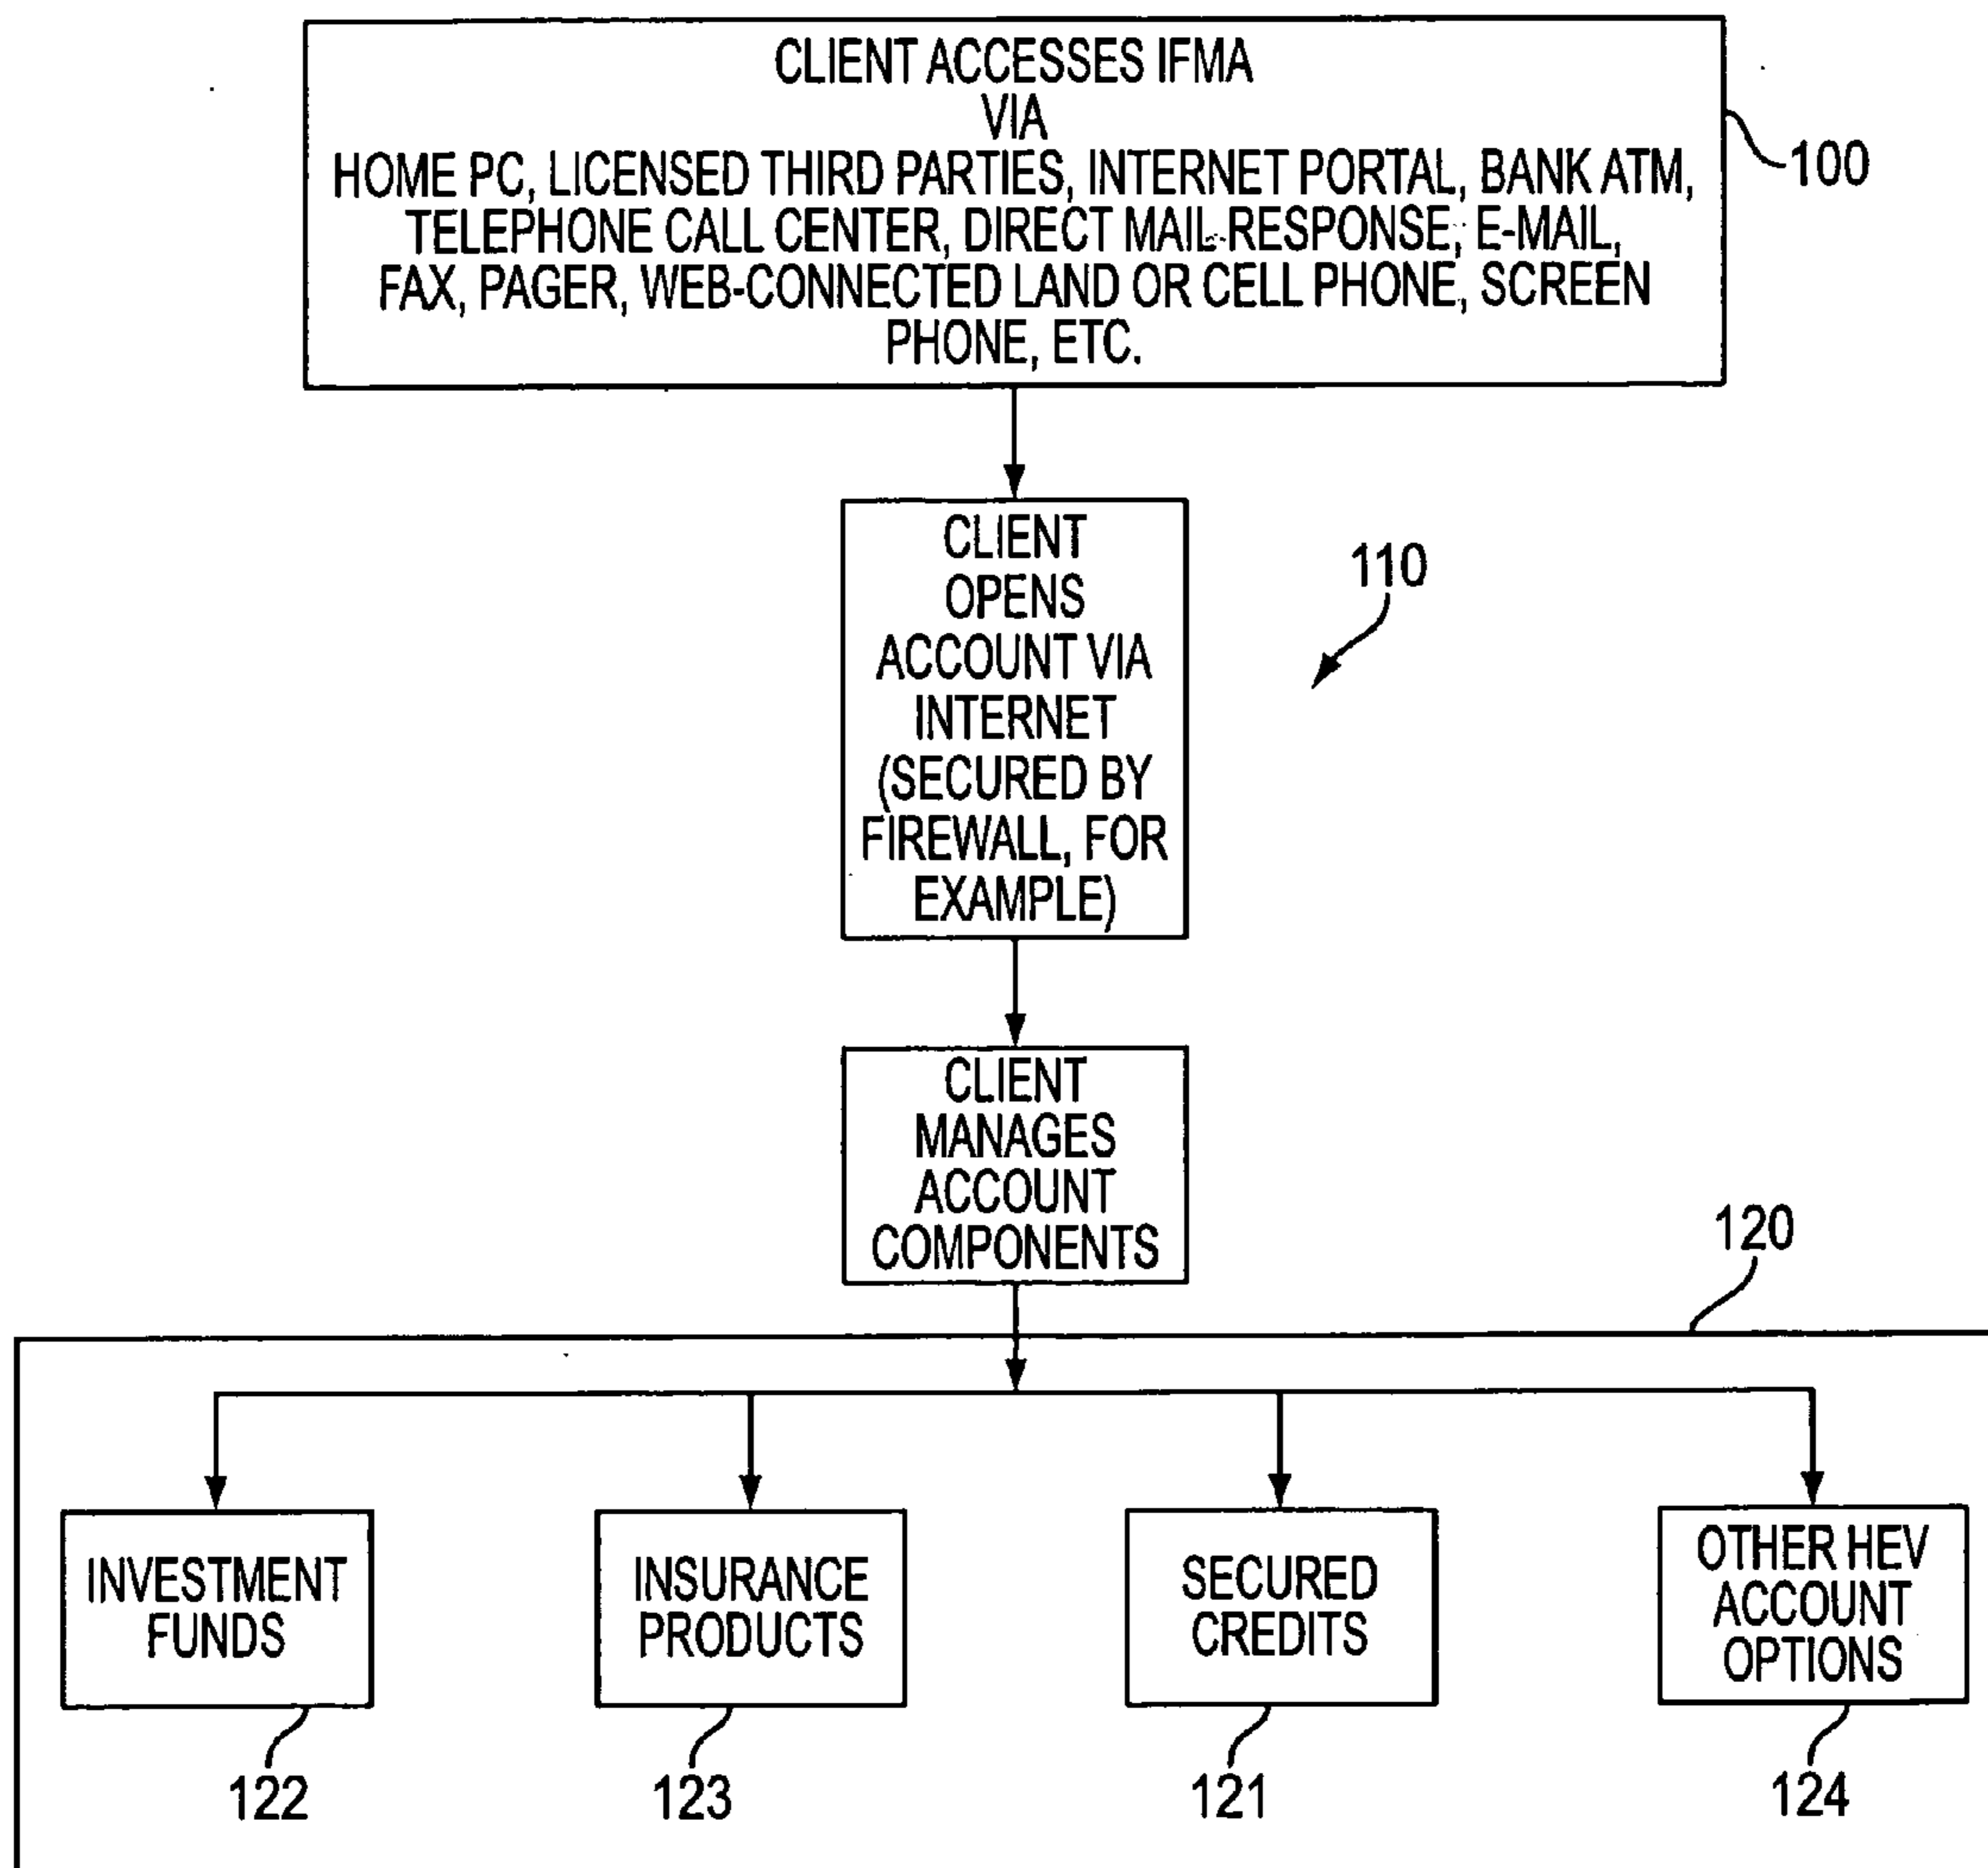 CLIENT ACCESSES IFMA
VIA
HOME PC, LICENSED THIRD PARTIES, INTERNET PORTAL, BANK ATM,
TELEPHONE CALL CENTER, DIRECT MAIL-RESPONSE, E-MAIL,
FAX, PAGER, WEB-CONNECTED LAND OR CELL PHONE, SCREEN
PHONE, ETC.
100
CLIENT
OPENS
ACCOUNT VIA
INTERNET
(SECURED BY
FIREWALL, FOR
EXAMPLE)
110
CLIENT
MANAGES
ACCOUNT
COMPONENTS
120
INVESTMENT
FUNDS
122
INSURANCE
PRODUCTS
123
SECURED
CREDITS
121
OTHER HEV
ACCOUNT
OPTIONS
124